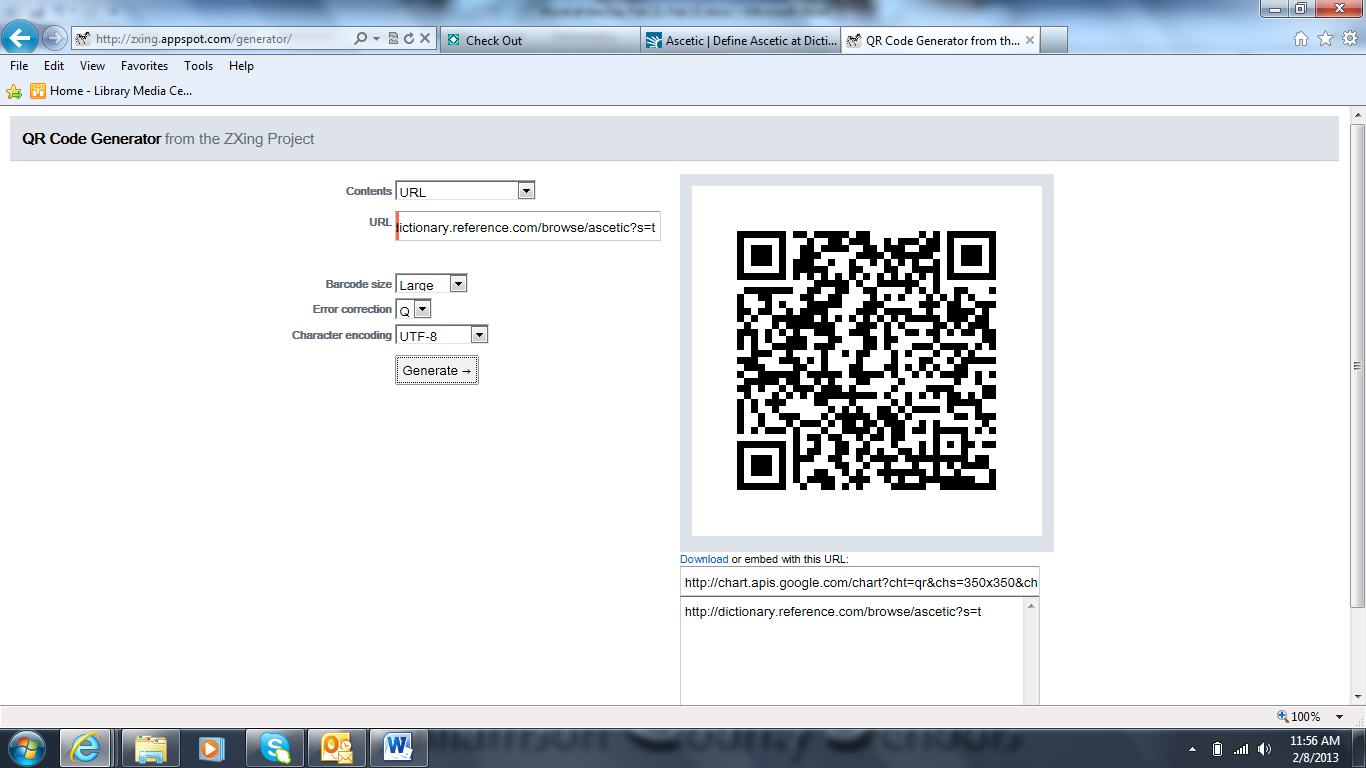 http://zxing.appspot.com/generator/
Check Out
Ascetic | Define Ascetic at Dicti...
QR Code Generator from th...
File Edit View Favorites Tools Help
Home - Library Media Ce...
QR Code Generator from the ZXing Project
Contents URL
URL dictionary.reference.com/browse/ascetic?s=t
Barcode size Large
Error correction Q
Character encoding UTF-8
Generate →
Download or embed with this URL:
http://chart.apis.google.com/chart?cht=qr&chs=350x350&ch
http://dictionary.reference.com/browse/ascetic?s=t
100%
11:56 AM
2/8/2013